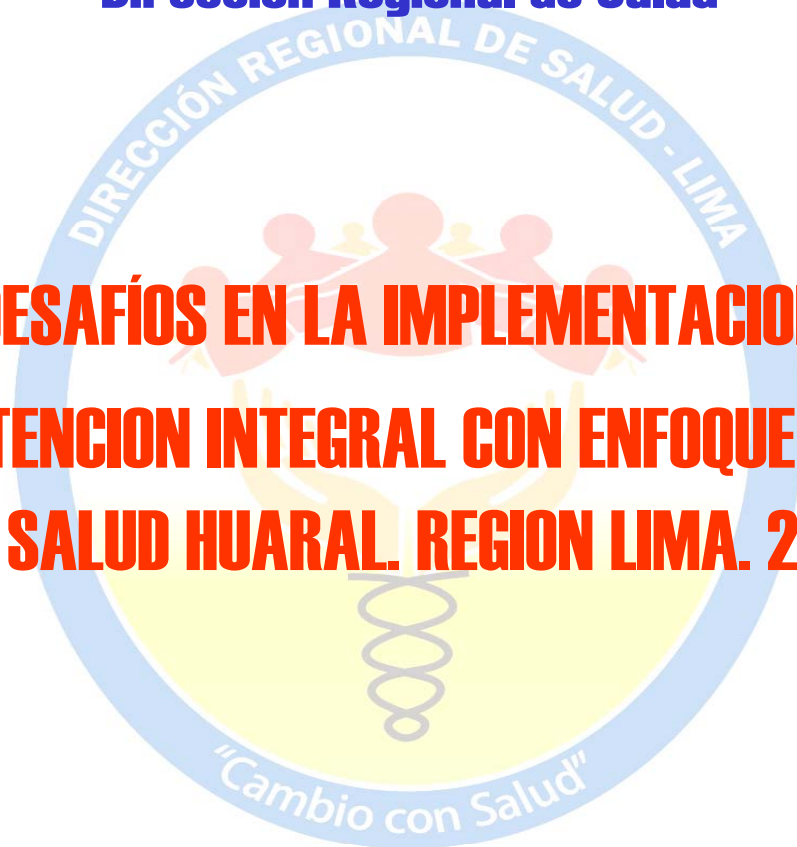 Dirección Regional de Salud
DIRECCIÓN REGIONAL DE SALUD - LIMA
DESAFÍOS EN LA IMPLEMENTACION
TENCION INTEGRAL CON ENFOQUE
SALUD HUARAL. REGION LIMA. 2
"Cambio con Salud"